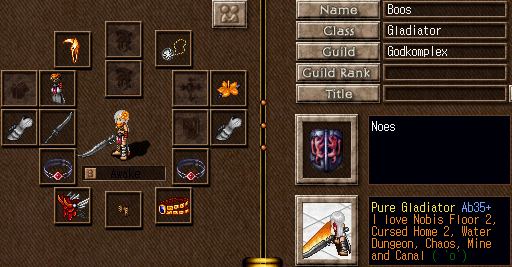 Name Boos
Class Gladiator
Guild Godkomplex
Guild Rank
Title
Noes
Awake
Pure Gladiator Ab35+
I love Nobis Floor 2,
Cursed Home 2, Water
Dungeon, Chaos, Mine
and Canal ( ´o`)